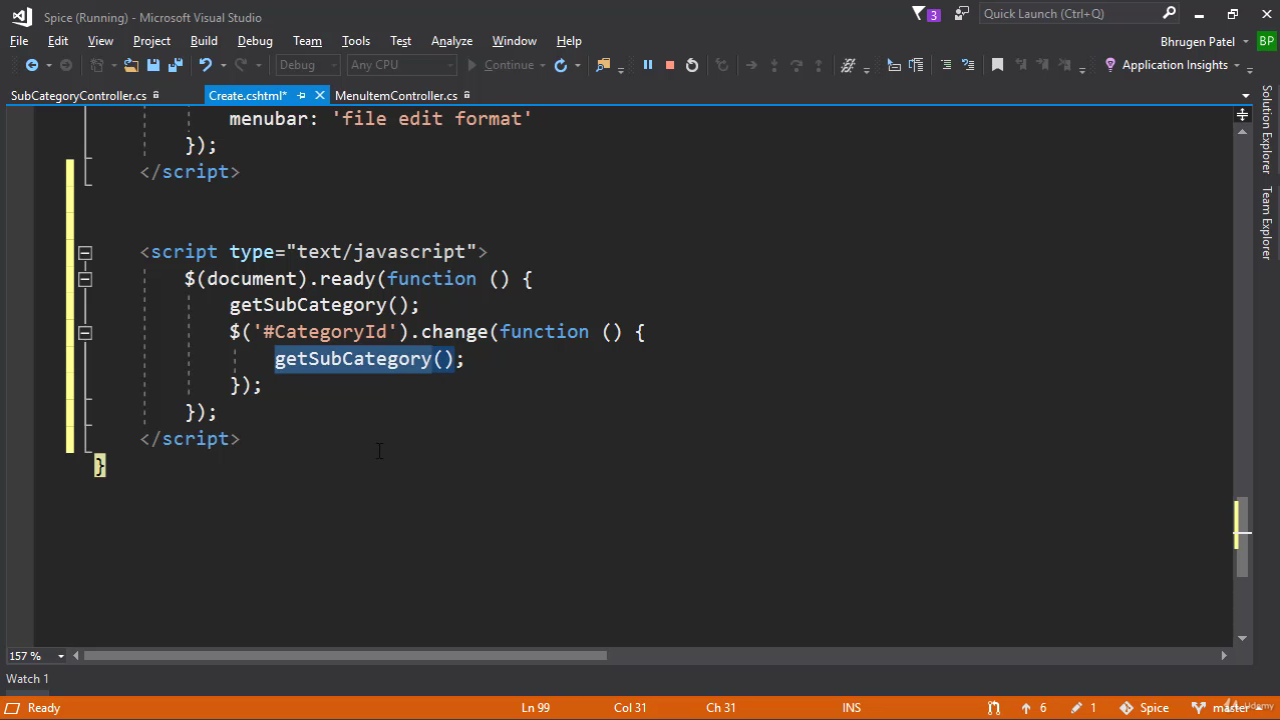 Spice (Running) - Microsoft Visual Studio
3
Quick Launch (Ctrl+Q)
File Edit View Project Build Debug Team Tools Test Analyze Window Help
Bhrugen Patel
BP
Debug
Any CPU
Continue
Application Insights
SubCategoryController.cs
Create.cshtml*
MenuItemController.cs
Solution Explorer
Team Explorer
menubar: 'file edit format'
});
</script>
<script type="text/javascript">
$(document).ready(function () {
getSubCategory();
$('#CategoryId').change(function () {
getSubCategory();
});
});
</script>
}
157 %
Watch 1
Ready
Ln 99
Col 31
Ch 31
INS
6
1
Spice
master
Udemy